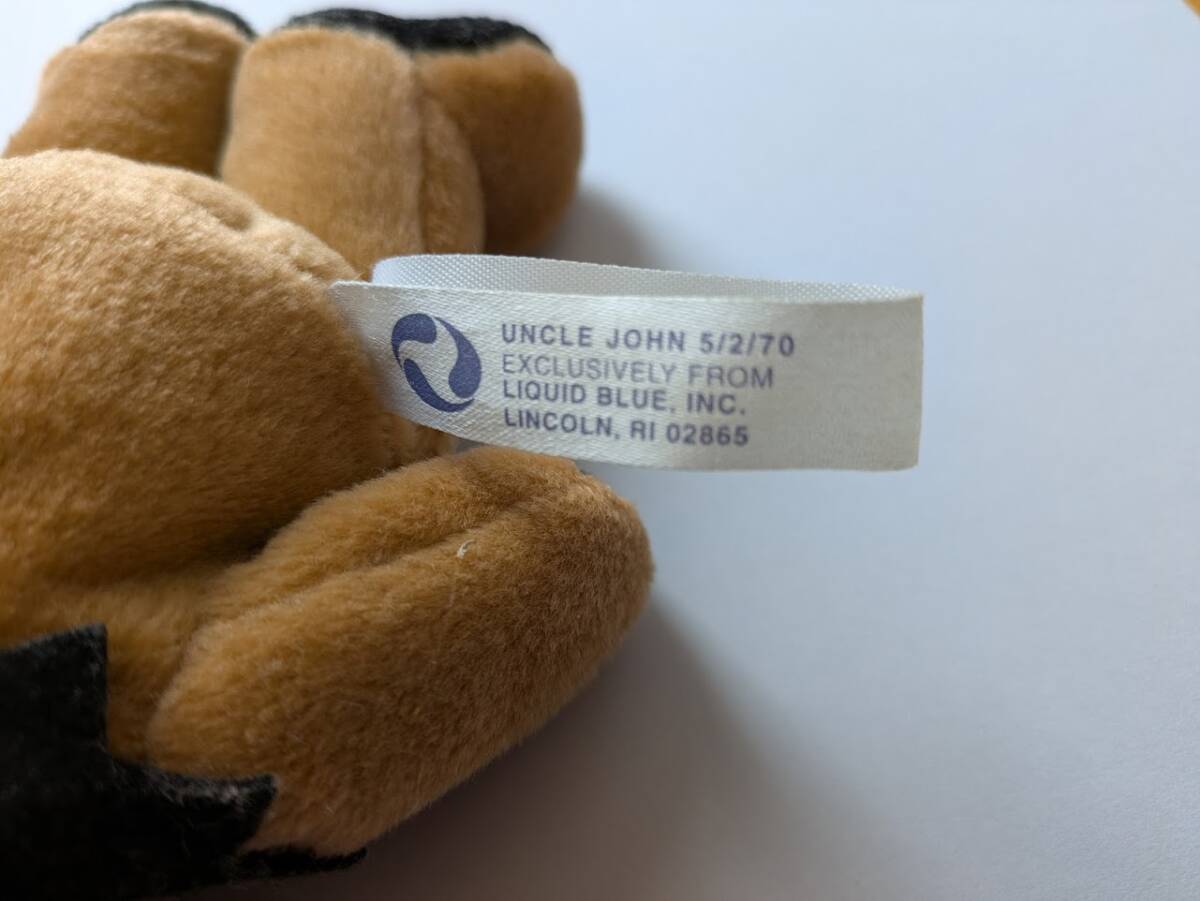 UNCLE JOHN 5/2/70
EXCLUSIVELY FROM
LIQUID BLUE, INC.
LINCOLN, RI 02865